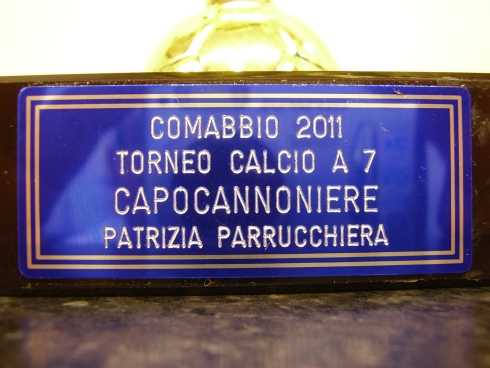 COMABBIO 2011
TORNEO CALCIO A 7
CAPOCANNONIERE
PATRIZIA PARRUCCHIERA